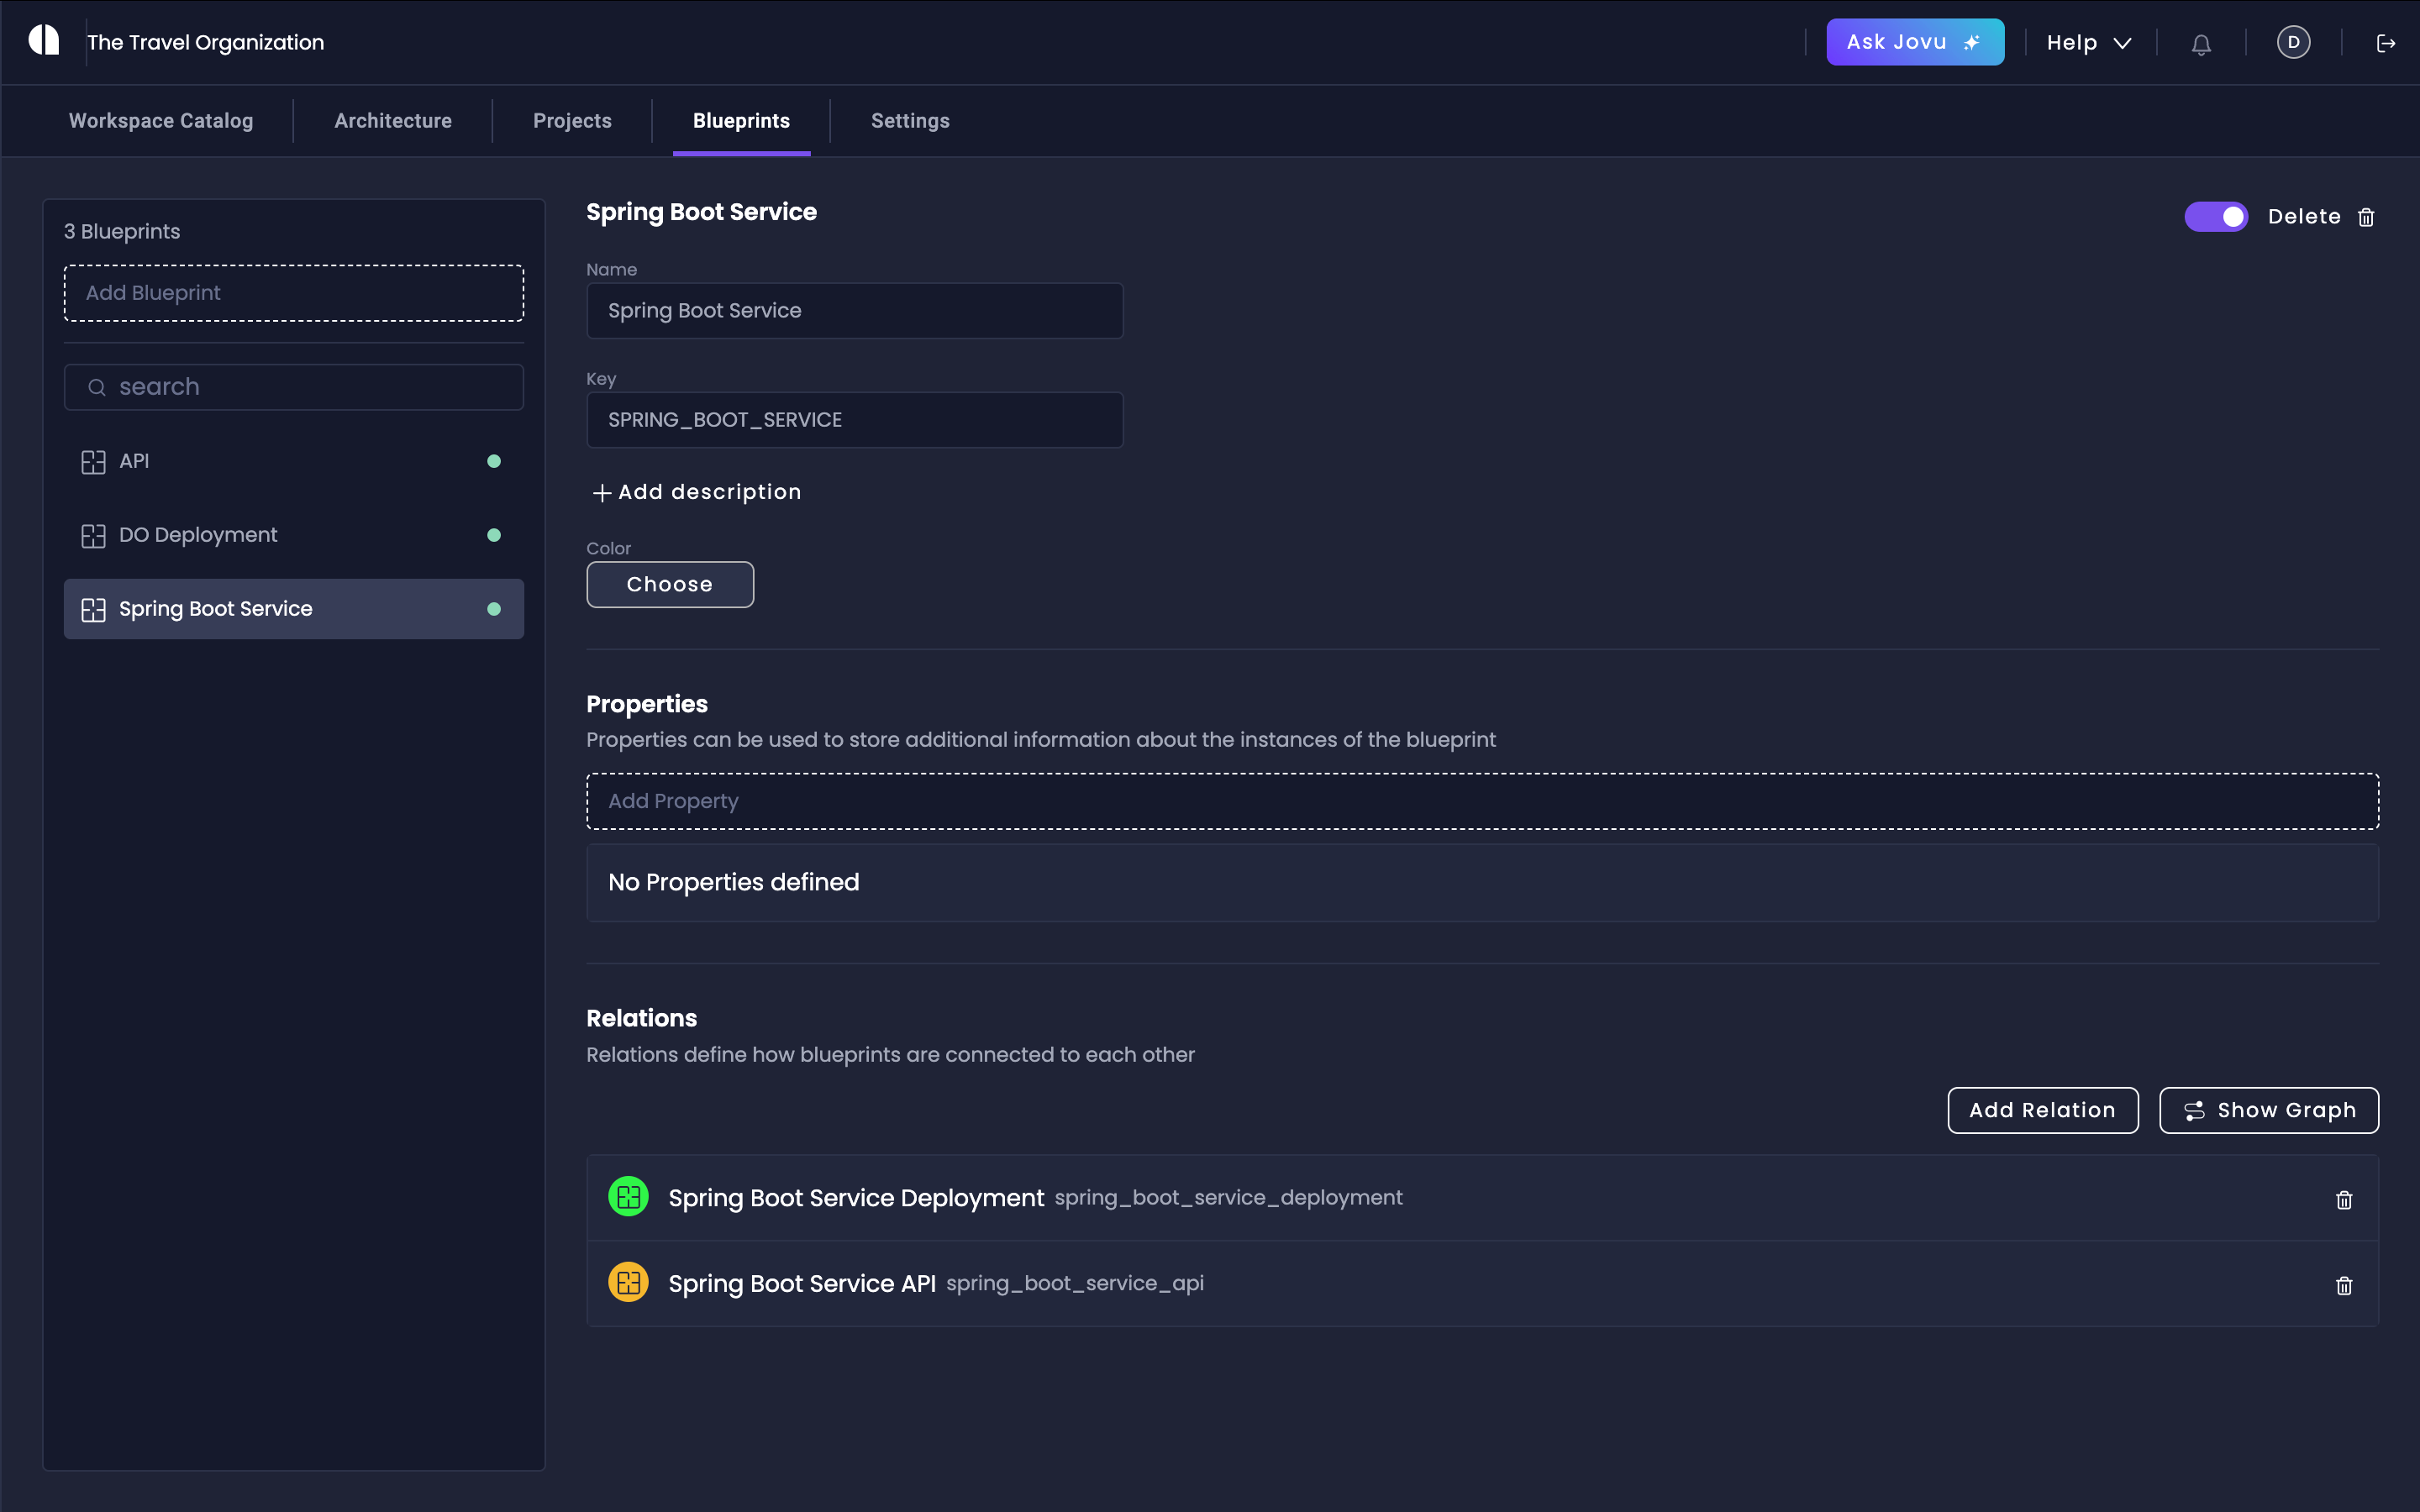 The Travel Organization
Ask Jovu
Help
D
Workspace Catalog
Architecture
Projects
Blueprints
Settings
3 Blueprints
Add Blueprint
search
API
DO Deployment
Spring Boot Service
Spring Boot Service
Delete
Name
Spring Boot Service
Key
SPRING_BOOT_SERVICE
Add description
Color
Choose
Properties
Properties can be used to store additional information about the instances of the blueprint
Add Property
No Properties defined
Relations
Relations define how blueprints are connected to each other
Add Relation
Show Graph
Spring Boot Service Deployment spring_boot_service_deployment
Spring Boot Service API spring_boot_service_api